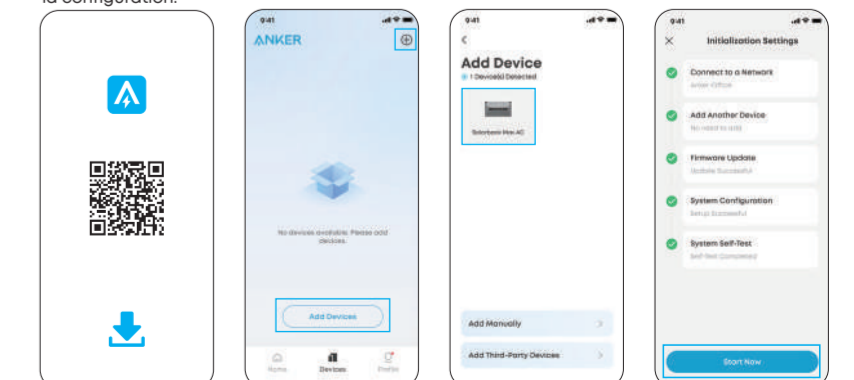 la configuration.
9:41
ANKER
No devices available. Please add
devices.
Add Devices
Home
Devices
Profile
9:41
Add Device
1 Device(s) Detected
Solarbank Max AC
Add Manually
Add Third-Party Devices
9:41
Initialization Settings
Connect to a Network
Anker Office
Add Another Device
No need to add
Firmware Update
Update Successful
System Configuration
Setup Successful
System Self-Test
Self-Test Completed
Start Now